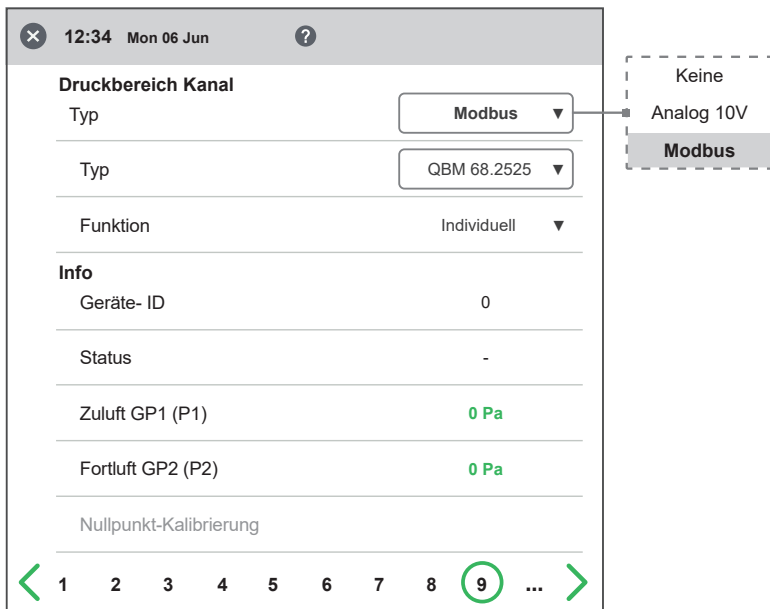 12:34 Mon 06 Jun ?
Druckbereich Kanal
Typ Modbus ▼
Keine
Analog 10V
Modbus
Typ QBM 68.2525 ▼
Funktion Individuell ▼
Info
Geräte- ID 0
Status -
Zuluft GP1 (P1) 0 Pa
Fortluft GP2 (P2) 0 Pa
Nullpunkt-Kalibrierung
1 2 3 4 5 6 7 8 9 ...